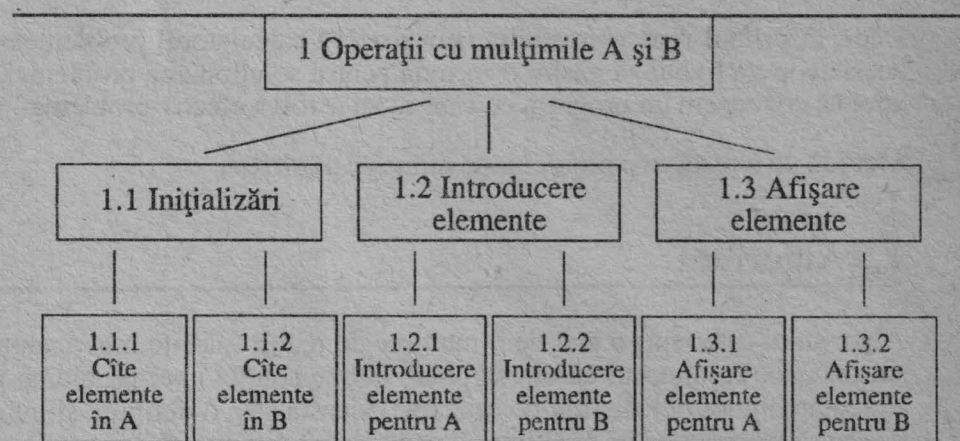 1 Operaţii cu mulţimile A şi B
1.1 Iniţializări
1.2 Introducere
elemente
1.3 Afişare
elemente
1.1.1
Cîte
elemente
în A
1.1.2
Cîte
elemente
în B
1.2.1
Introducere
elemente
pentru A
1.2.2
Introducere
elemente
pentru B
1.3.1
Afişare
elemente
pentru A
1.3.2
Afişare
elemente
pentru B